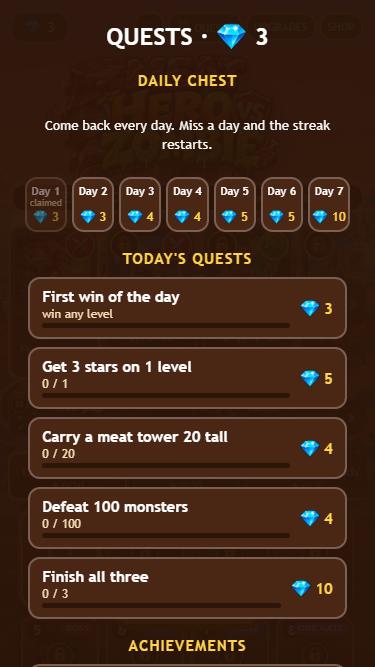 QUESTS · 💎 3
DAILY CHEST
Come back every day. Miss a day and the streak
restarts.
Day 1
claimed
💎 3
Day 2
💎 3
Day 3
💎 4
Day 4
💎 4
Day 5
💎 5
Day 6
💎 5
Day 7
💎 10
TODAY'S QUESTS
First win of the day
win any level
💎 3
Get 3 stars on 1 level
0 / 1
💎 5
Carry a meat tower 20 tall
0 / 20
💎 4
Defeat 100 monsters
0 / 100
💎 4
Finish all three
0 / 3
💎 10
ACHIEVEMENTS